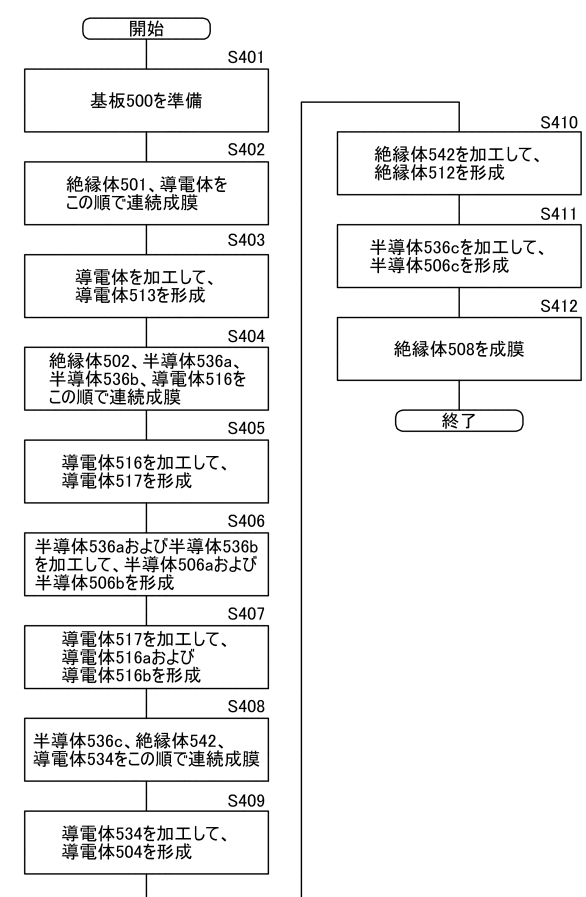 開始
S401
基板500を準備
S402
絶縁体501、導電体を
この順で連続成膜
S403
導電体を加工して、
導電体513を形成
S404
絶縁体502、半導体536a、
半導体536b、導電体516を
この順で連続成膜
S405
導電体516を加工して、
導電体517を形成
S406
半導体536aおよび半導体536b
を加工して、半導体506aおよび
半導体506bを形成
S407
導電体517を加工して、
導電体516aおよび
導電体516bを形成
S408
半導体536c、絶縁体542、
導電体534をこの順で連続成膜
S409
導電体534を加工して、
導電体504を形成
S410
絶縁体542を加工して、
絶縁体512を形成
S411
半導体536cを加工して、
半導体506cを形成
S412
絶縁体508を成膜
終了